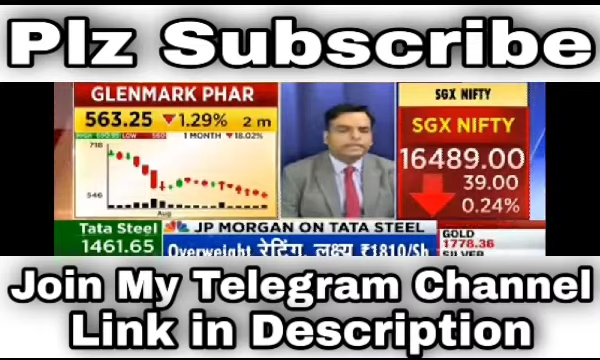 Plz Subscribe
GLENMARK PHAR
563.25 ▼1.29% 2 m
1 MONTH ▼18.02%
718
546
Aug
SGX NIFTY
SGX NIFTY
16489.00
39.00
0.24%
Tata Steel
1461.65
JP MORGAN ON TATA STEEL
Overweight रेटिंग, लक्ष्य ₹1810/Sh
GOLD
1778.36
SILVER
Join My Telegram Channel
Link in Description